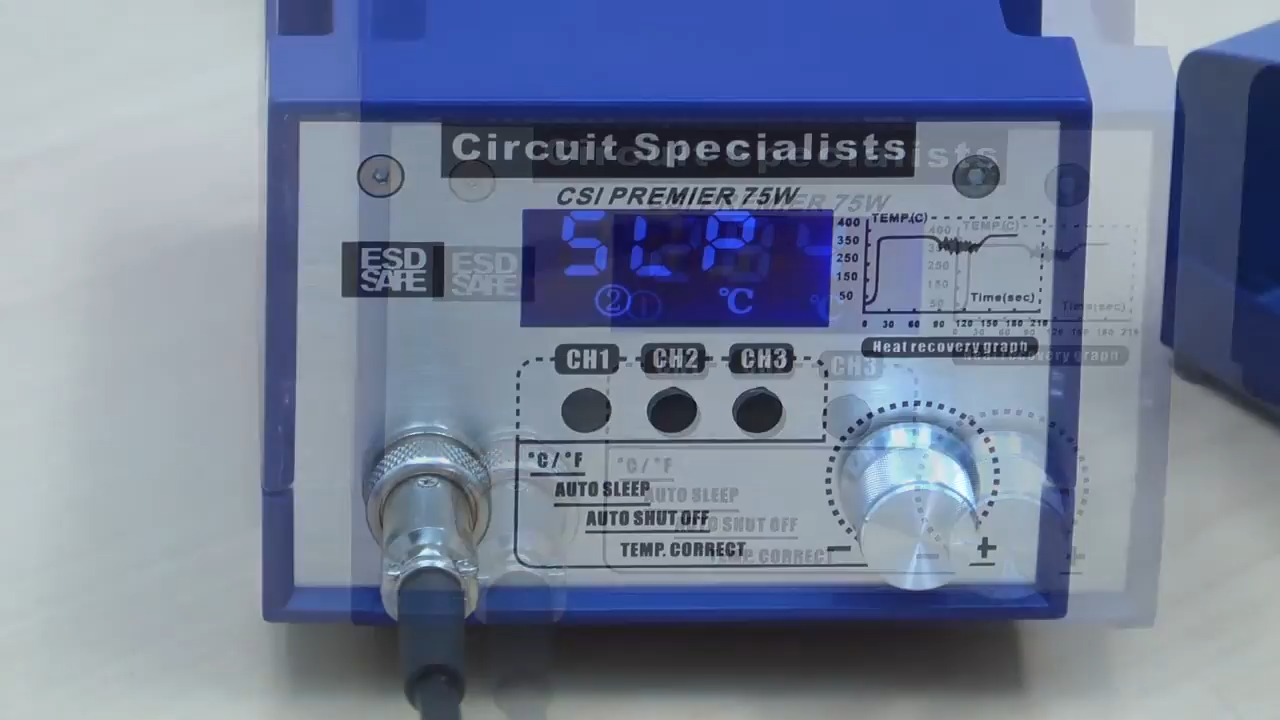 Circuit Specialists
CSI PREMIER 75W
SLP
② °C
ESD
SAFE
TEMP.(C)
400
350
250
150
50
Time(sec)
0 30 60 90 120 150 180 210
Heat recovery graph
CH1 CH2 CH3
°C / °F
AUTO SLEEP
AUTO SHUT OFF
TEMP. CORRECT
− +